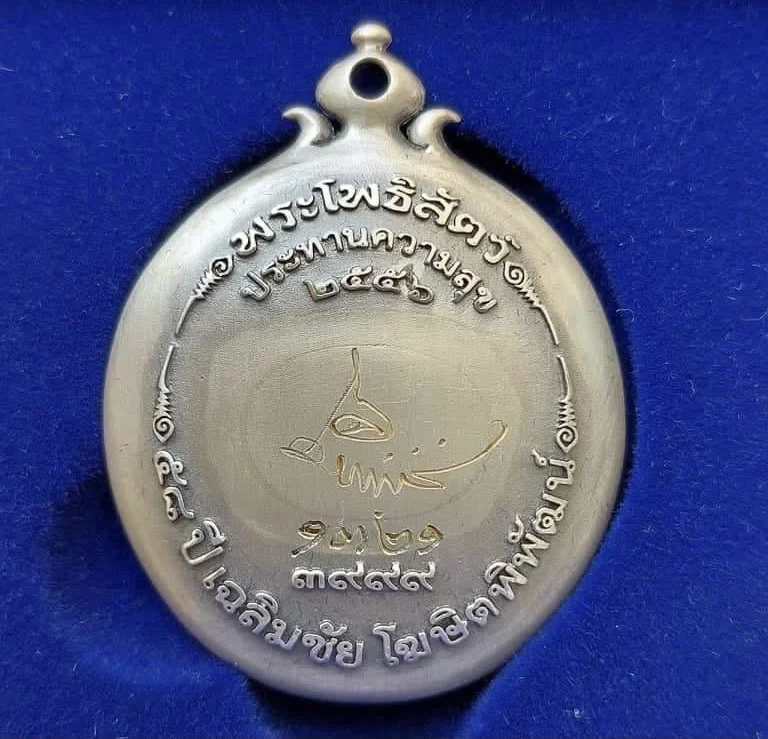 พระโพธิสัตว์
ประทานความสุข
๒๕๕๖
๑๐/๒๑
๓๙๙๙
๕๘ ปี เฉลิมชัย โฆษิตพิพัฒน์